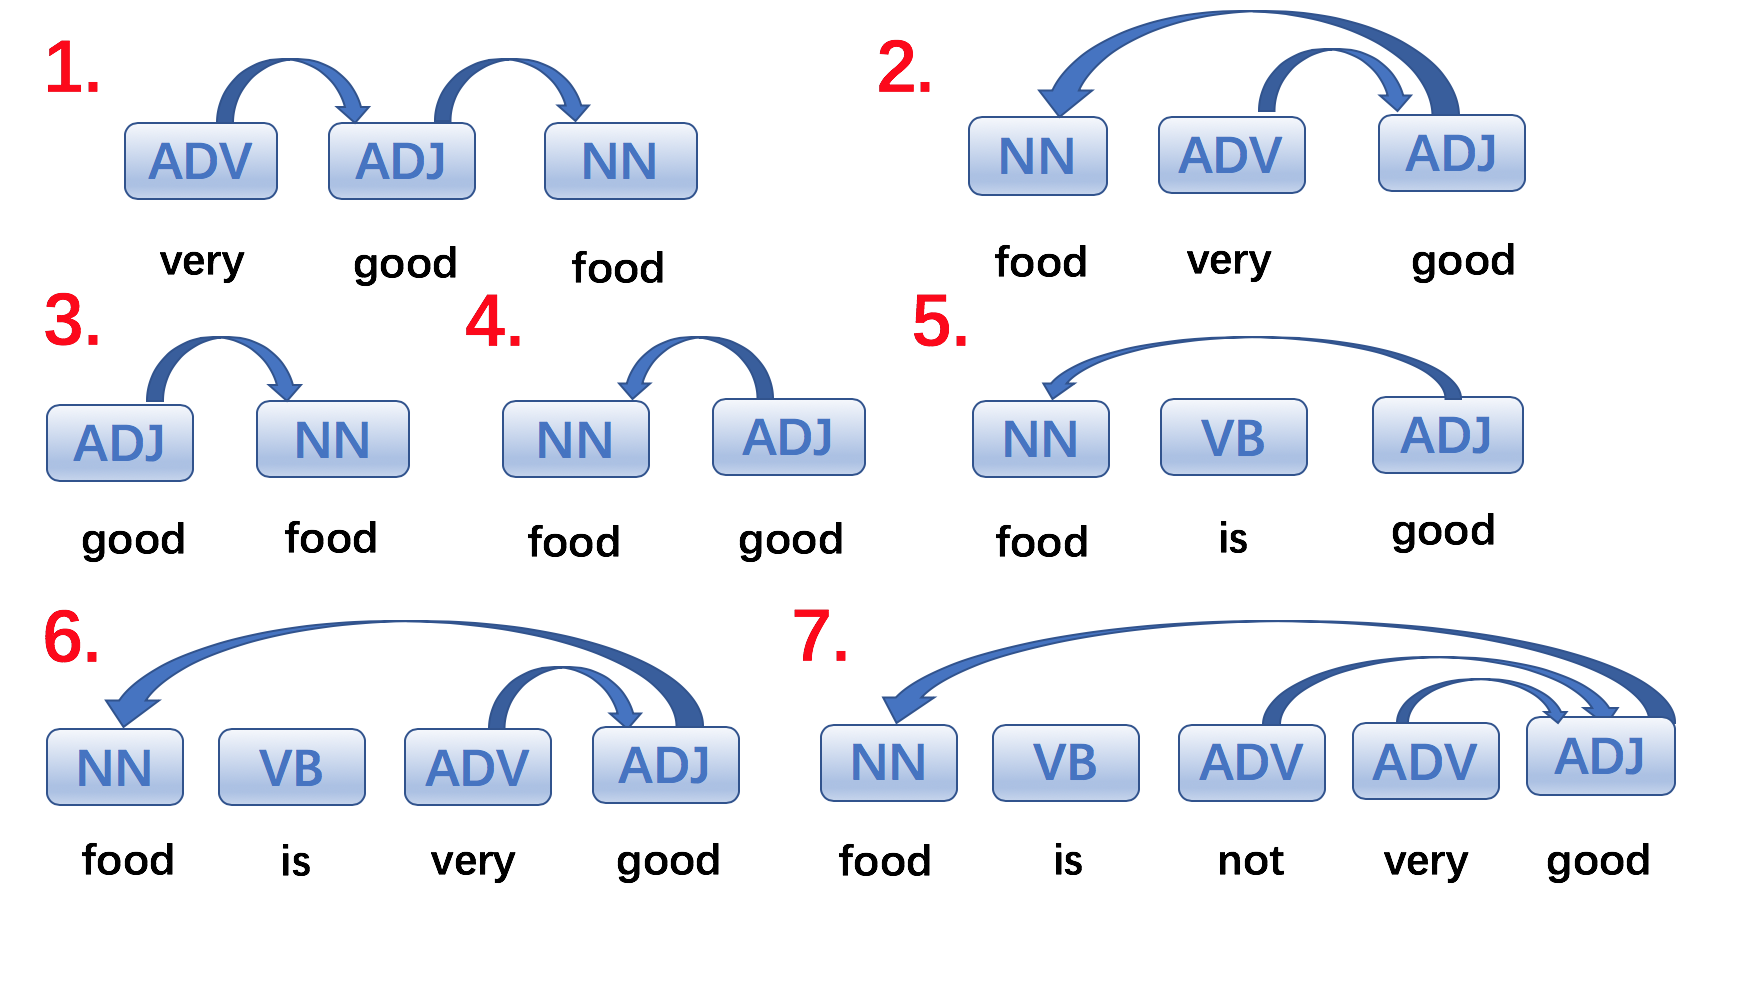 1.
ADV ADJ NN
very good food
2.
NN ADV ADJ
food very good
3.
ADJ NN
good food
4.
NN ADJ
food good
5.
NN VB ADJ
food is good
6.
NN VB ADV ADJ
food is very good
7.
NN VB ADV ADV ADJ
food is not very good